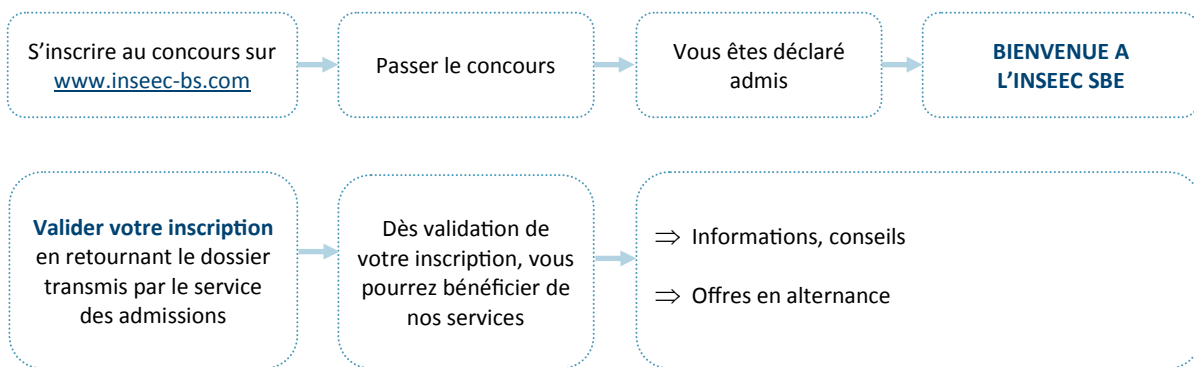 S’inscrire au concours sur
www.inseec-bs.com
Passer le concours
Vous êtes déclaré
admis
BIENVENUE A
L’INSEEC SBE
Valider votre inscription
en retournant le dossier
transmis par le service
des admissions
Dès validation de
votre inscription, vous
pourrez bénéficier de
nos services
⇒ Informations, conseils
⇒ Offres en alternance